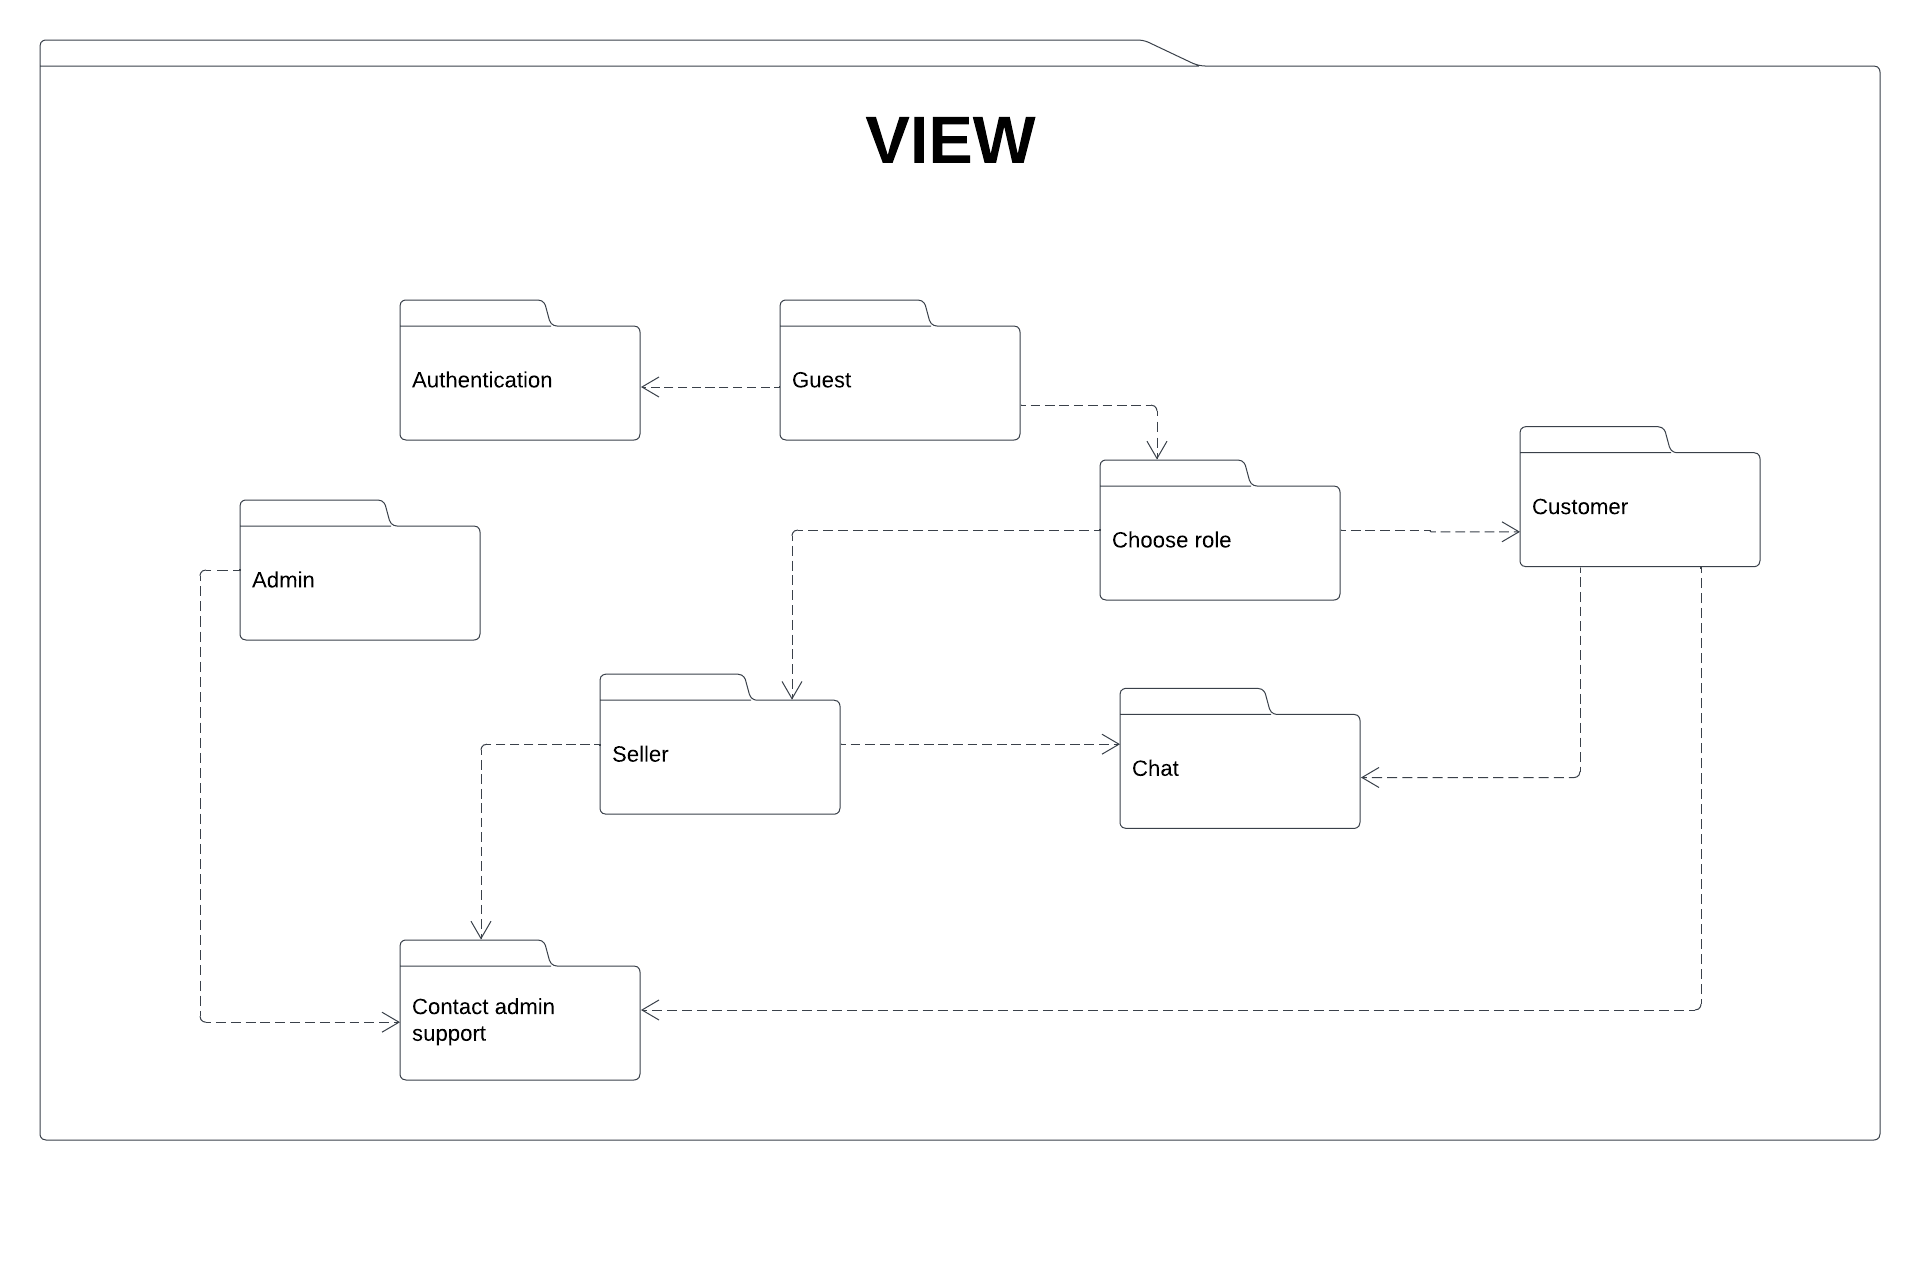 VIEW
Authentication
Guest
Customer
Choose role
Admin
Seller
Chat
Contact admin
support